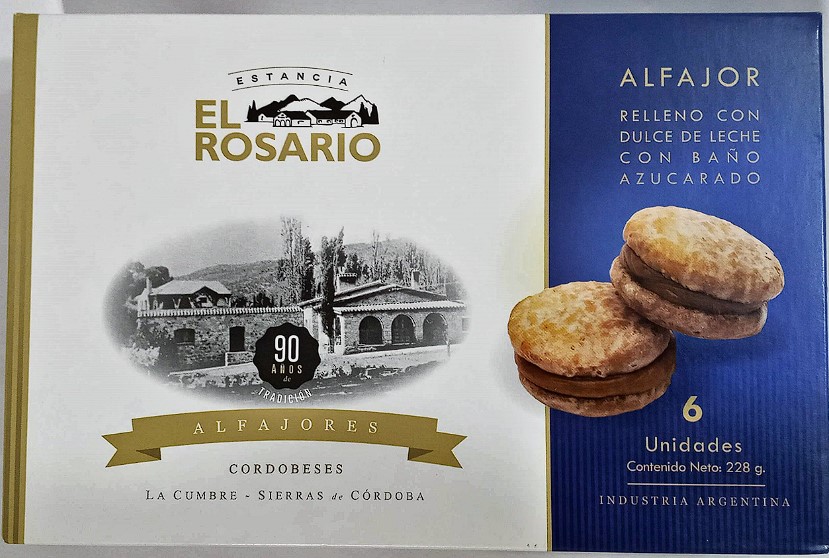 ESTANCIA
EL
ROSARIO
90
AÑOS
de
TRADICIÓN
ALFAJORES
CORDOBESES
LA CUMBRE - SIERRAS de CÓRDOBA
ALFAJOR
RELLENO CON
DULCE DE LECHE
CON BAÑO
AZUCARADO
6
Unidades
Contenido Neto: 228 g.
INDUSTRIA ARGENTINA